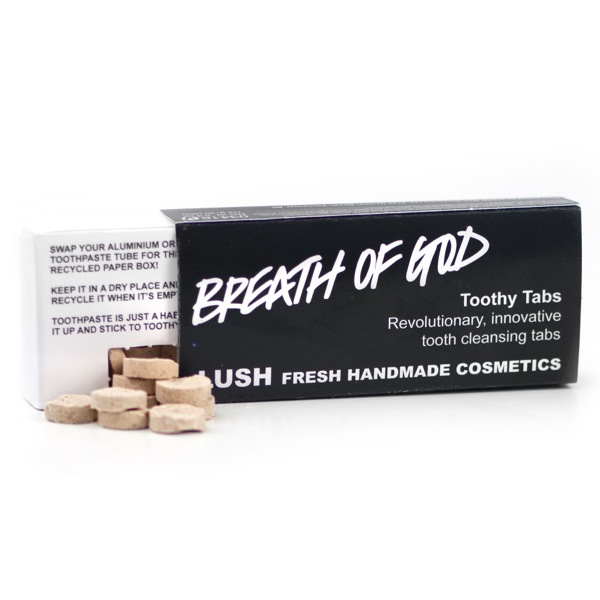 SWAP YOUR ALUMINIUM OR
TOOTHPASTE TUBE FOR THI
RECYCLED PAPER BOX!
KEEP IT IN A DRY PLACE AN
RECYCLE IT WHEN IT'S EMP
TOOTHPASTE IS JUST A HAB
IT UP AND STICK TO TOOTHY
BREATH OF GOD
Toothy Tabs
Revolutionary, innovative
tooth cleansing tabs
LUSH FRESH HANDMADE COSMETICS